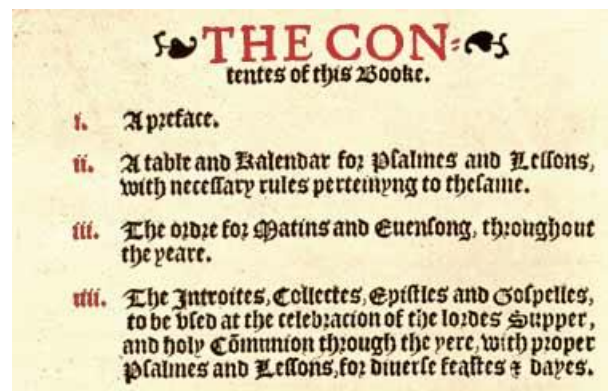 THE CON=
tentes of this Booke.
i. A preface.
ii. A table and Kalendar for Psalmes and Lessons,
with necessary rules perteinyng to thesame.
iii. The ordre for Matins and Euensong, throughout
the yeare.
iiii. The Introites, Collectes, Epistles and Gospelles,
to be vsed at the celebracion of the lordes Supper,
and holy Cõmunion through the yere, with proper
Psalmes and Lessons, for diuerse feastes & dayes.